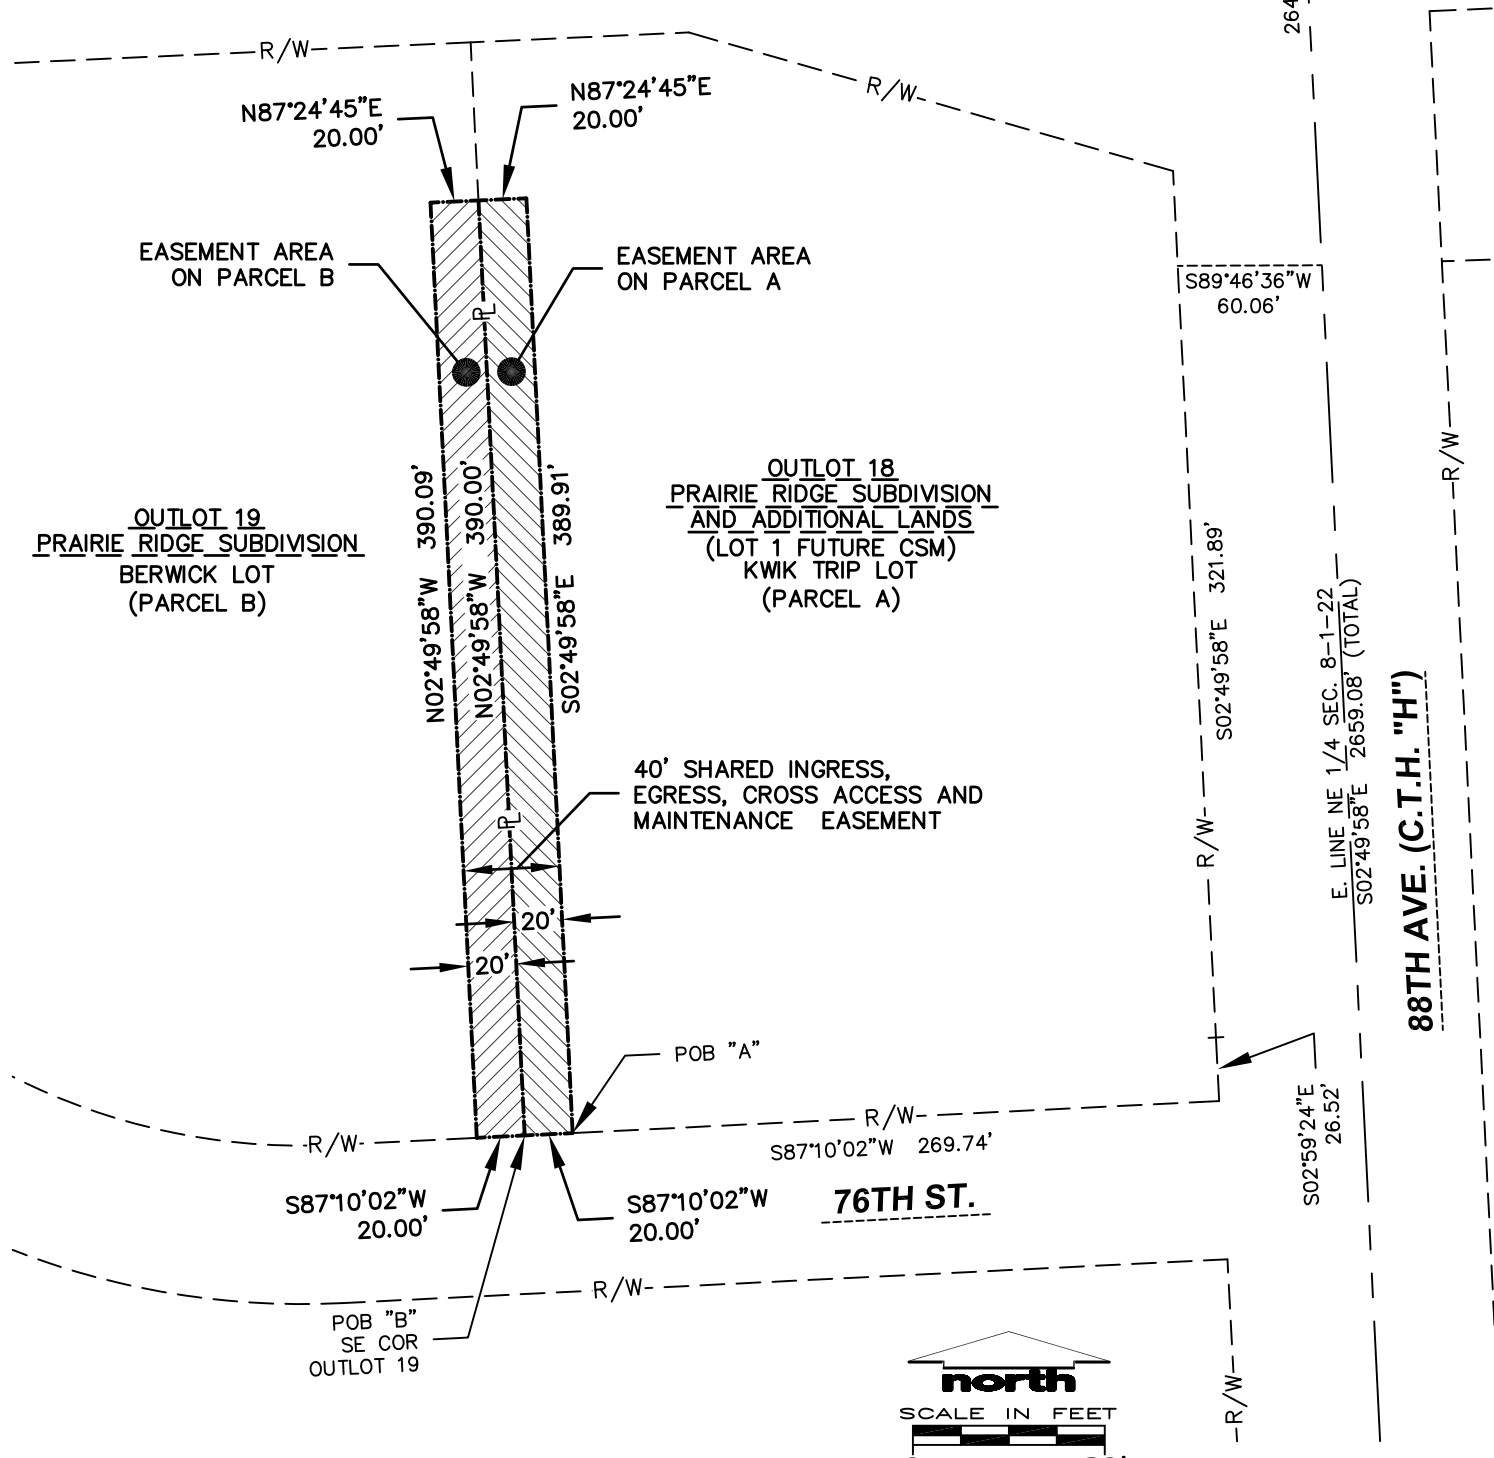 264
R/W
R/W
N87°24'45"E
20.00'
N87°24'45"E
20.00'
EASEMENT AREA
ON PARCEL B
EASEMENT AREA
ON PARCEL A
S89°46'36"W
60.06'
PL
R/W
OUTLOT 19
PRAIRIE RIDGE SUBDIVISION
BERWICK LOT
(PARCEL B)
N02°49'58"W 390.09'
N02°49'58"W 390.00'
S02°49'58"E 389.91'
OUTLOT 18
PRAIRIE RIDGE SUBDIVISION
AND ADDITIONAL LANDS
(LOT 1 FUTURE CSM)
KWIK TRIP LOT
(PARCEL A)
S02°49'58"E 321.89'
E. LINE NE 1/4 SEC. 8-1-22
S02°49'58"E 2659.08' (TOTAL)
88TH AVE. (C.T.H. "H")
40' SHARED INGRESS,
EGRESS, CROSS ACCESS AND
MAINTENANCE EASEMENT
PL
R/W
20'
20'
POB "A"
R/W
R/W
S87°10'02"W 269.74'
S02°59'24"E
26.52'
S87°10'02"W
20.00'
S87°10'02"W
20.00'
76TH ST.
R/W
POB "B"
SE COR
OUTLOT 19
R/W
north
SCALE IN FEET